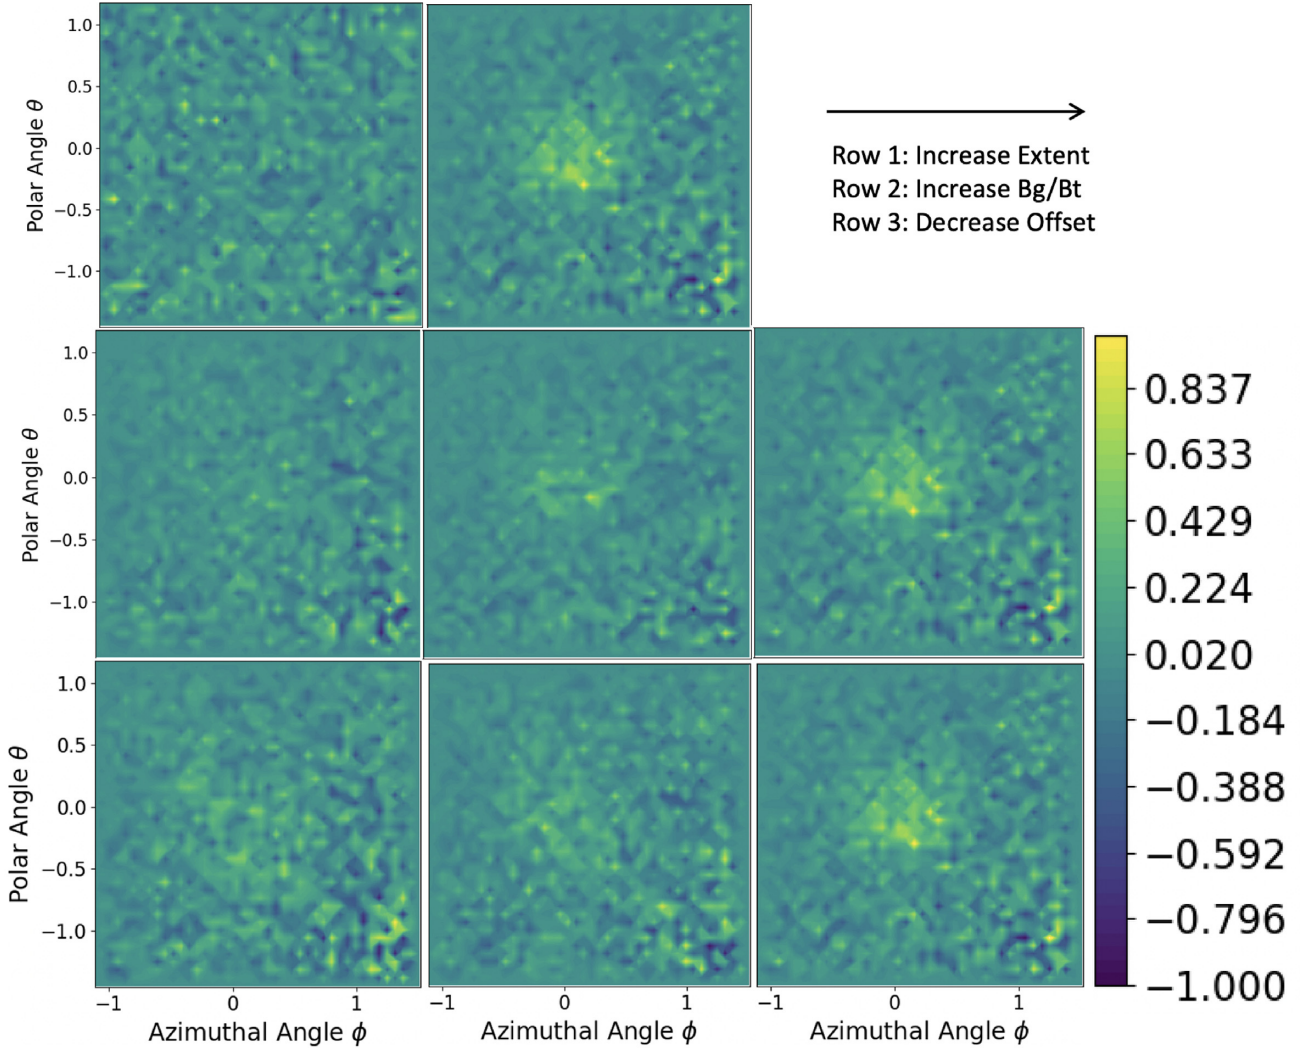 1.0
0.5
0.0
−0.5
−1.0
Polar Angle θ
Row 1: Increase Extent
Row 2: Increase Bg/Bt
Row 3: Decrease Offset
1.0
0.5
0.0
−0.5
−1.0
Polar Angle θ
0.837
0.633
0.429
0.224
0.020
−0.184
−0.388
−0.592
−0.796
−1.000
1.0
0.5
0.0
−0.5
−1.0
Polar Angle θ
−1 0 1
Azimuthal Angle ϕ
−1 0 1
Azimuthal Angle ϕ
−1 0 1
Azimuthal Angle ϕ